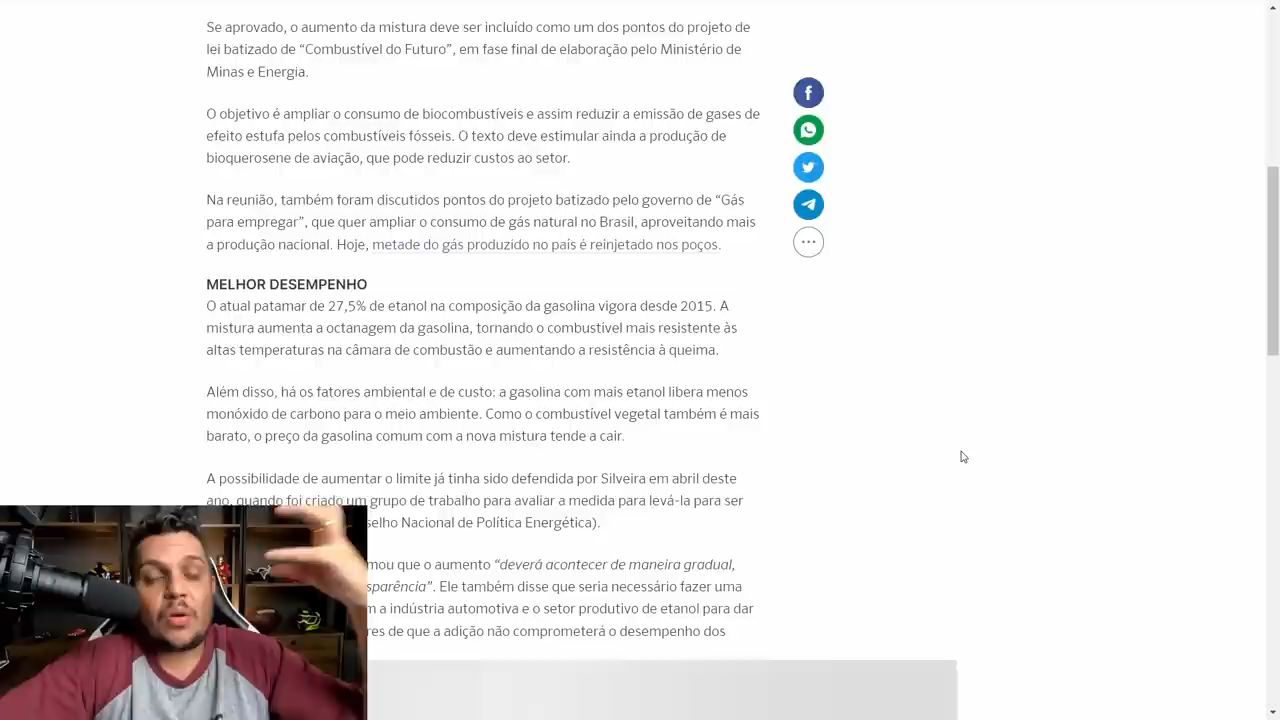 Se aprovado, o aumento da mistura deve ser incluído como um dos pontos do projeto de
lei batizado de “Combustível do Futuro”, em fase final de elaboração pelo Ministério de
Minas e Energia.
O objetivo é ampliar o consumo de biocombustíveis e assim reduzir a emissão de gases de
efeito estufa pelos combustíveis fósseis. O texto deve estimular ainda a produção de
bioquerosene de aviação, que pode reduzir custos ao setor.
Na reunião, também foram discutidos pontos do projeto batizado pelo governo de “Gás
para empregar”, que quer ampliar o consumo de gás natural no Brasil, aproveitando mais
a produção nacional. Hoje, metade do gás produzido no país é reinjetado nos poços.
MELHOR DESEMPENHO
O atual patamar de 27,5% de etanol na composição da gasolina vigora desde 2015. A
mistura aumenta a octanagem da gasolina, tornando o combustível mais resistente às
altas temperaturas na câmara de combustão e aumentando a resistência à queima.
Além disso, há os fatores ambiental e de custo: a gasolina com mais etanol libera menos
monóxido de carbono para o meio ambiente. Como o combustível vegetal também é mais
barato, o preço da gasolina comum com a nova mistura tende a cair.
A possibilidade de aumentar o limite já tinha sido defendida por Silveira em abril deste
ano, quando foi criado um grupo de trabalho para avaliar a medida para levá-la para ser
selho Nacional de Política Energética).
mou que o aumento “deverá acontecer de maneira gradual,
sparência”. Ele também disse que seria necessário fazer uma
m a indústria automotiva e o setor produtivo de etanol para dar
res de que a adição não comprometerá o desempenho dos